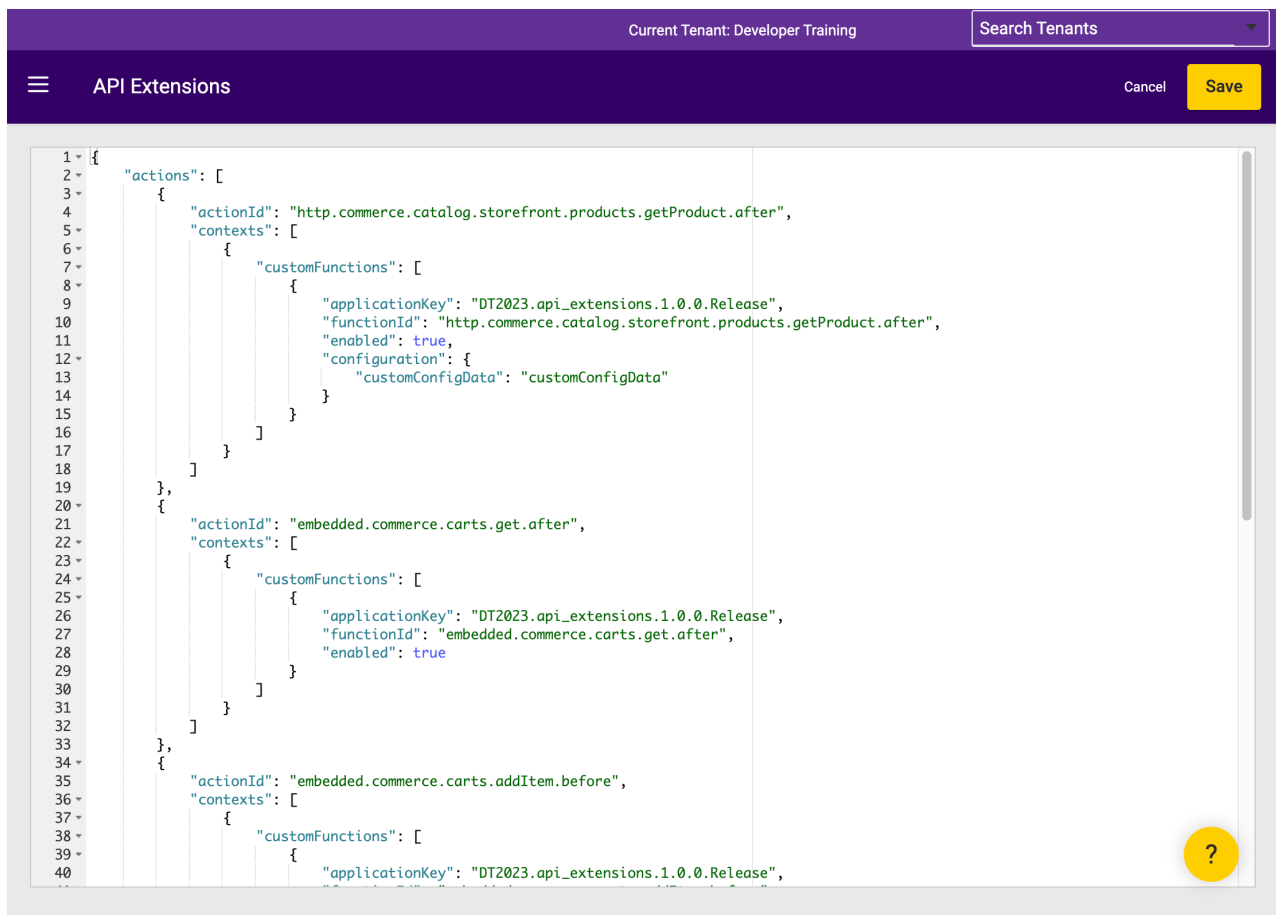 Current Tenant: Developer Training
Search Tenants
API Extensions
Cancel
Save
1 {
2 "actions": [
3 {
4 "actionId": "http.commerce.catalog.storefront.products.getProduct.after",
5 "contexts": [
6 {
7 "customFunctions": [
8 {
9 "applicationKey": "DT2023.api_extensions.1.0.0.Release",
10 "functionId": "http.commerce.catalog.storefront.products.getProduct.after",
11 "enabled": true,
12 "configuration": {
13 "customConfigData": "customConfigData"
14 }
15 }
16 ]
17 }
18 ]
19 },
20 {
21 "actionId": "embedded.commerce.carts.get.after",
22 "contexts": [
23 {
24 "customFunctions": [
25 {
26 "applicationKey": "DT2023.api_extensions.1.0.0.Release",
27 "functionId": "embedded.commerce.carts.get.after",
28 "enabled": true
29 }
30 ]
31 }
32 ]
33 },
34 {
35 "actionId": "embedded.commerce.carts.addItem.before",
36 "contexts": [
37 {
38 "customFunctions": [
39 {
40 "applicationKey": "DT2023.api_extensions.1.0.0.Release",
?